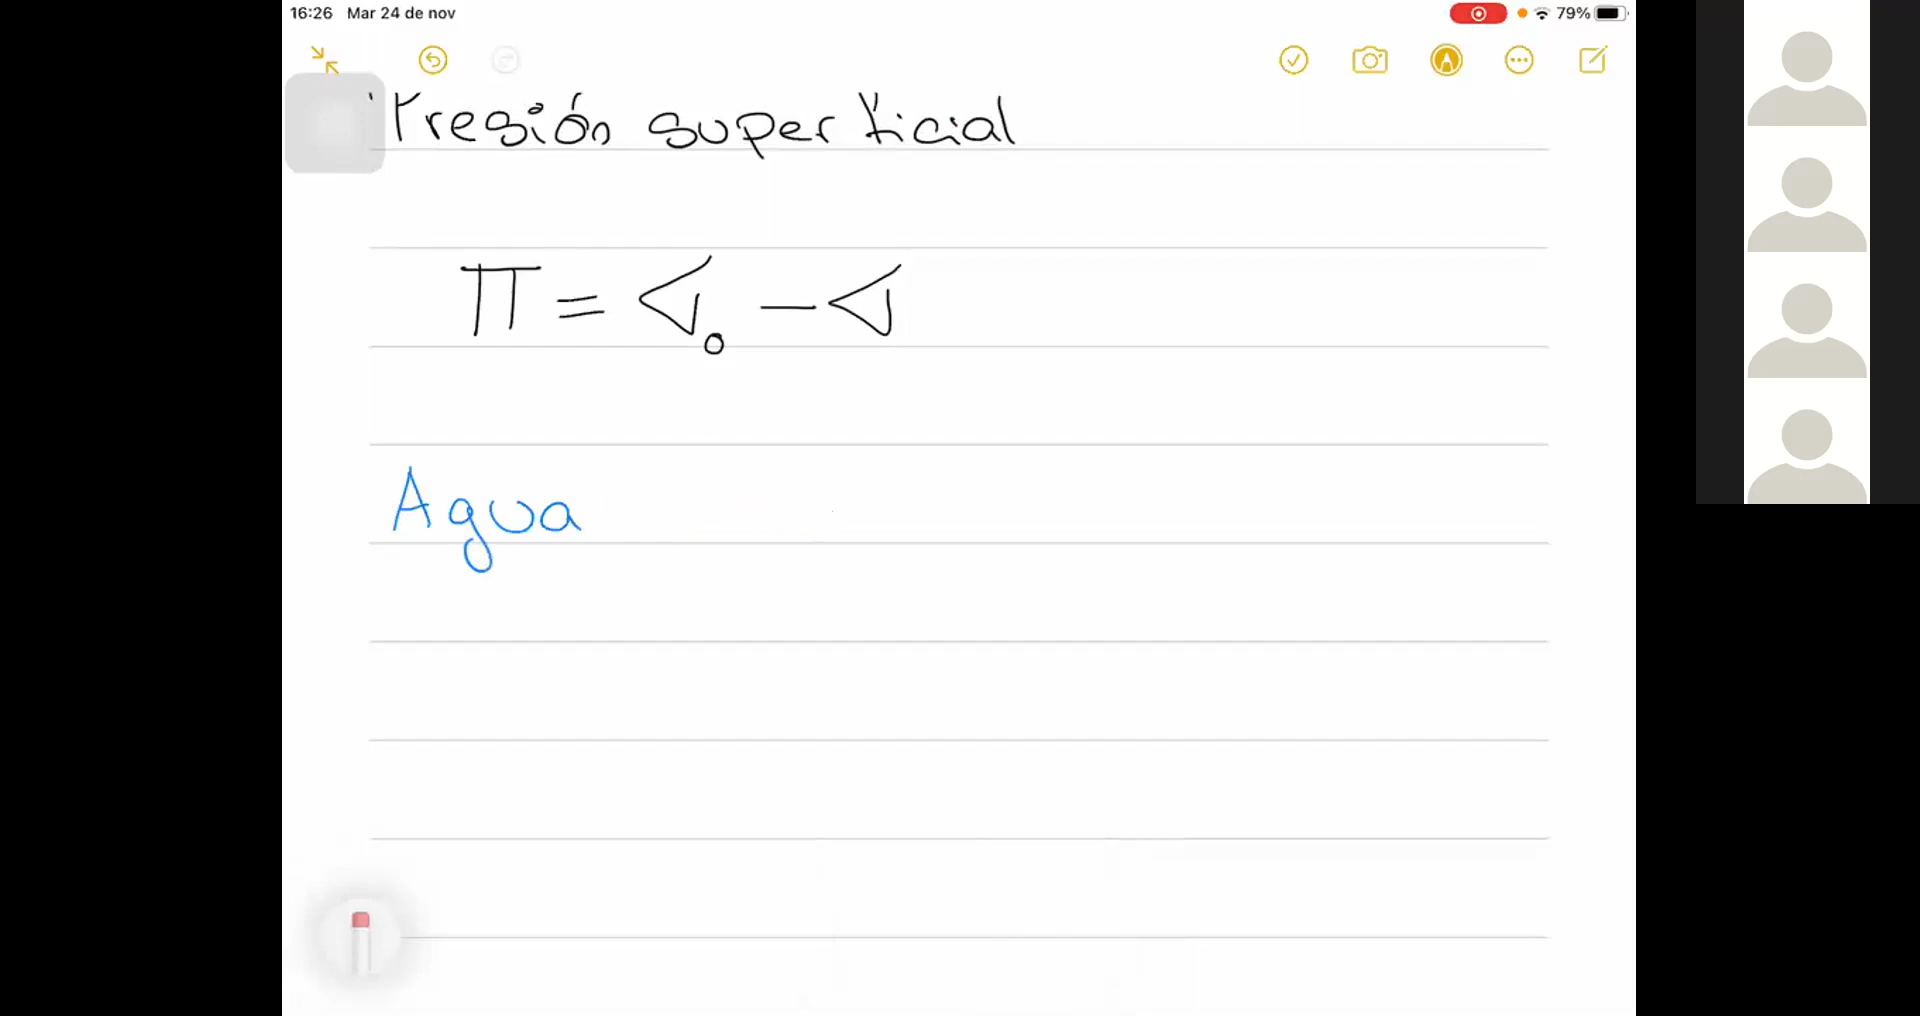 16:26 Mar 24 de nov 79%
Presión superficial
π = σ₀ - σ
Agua